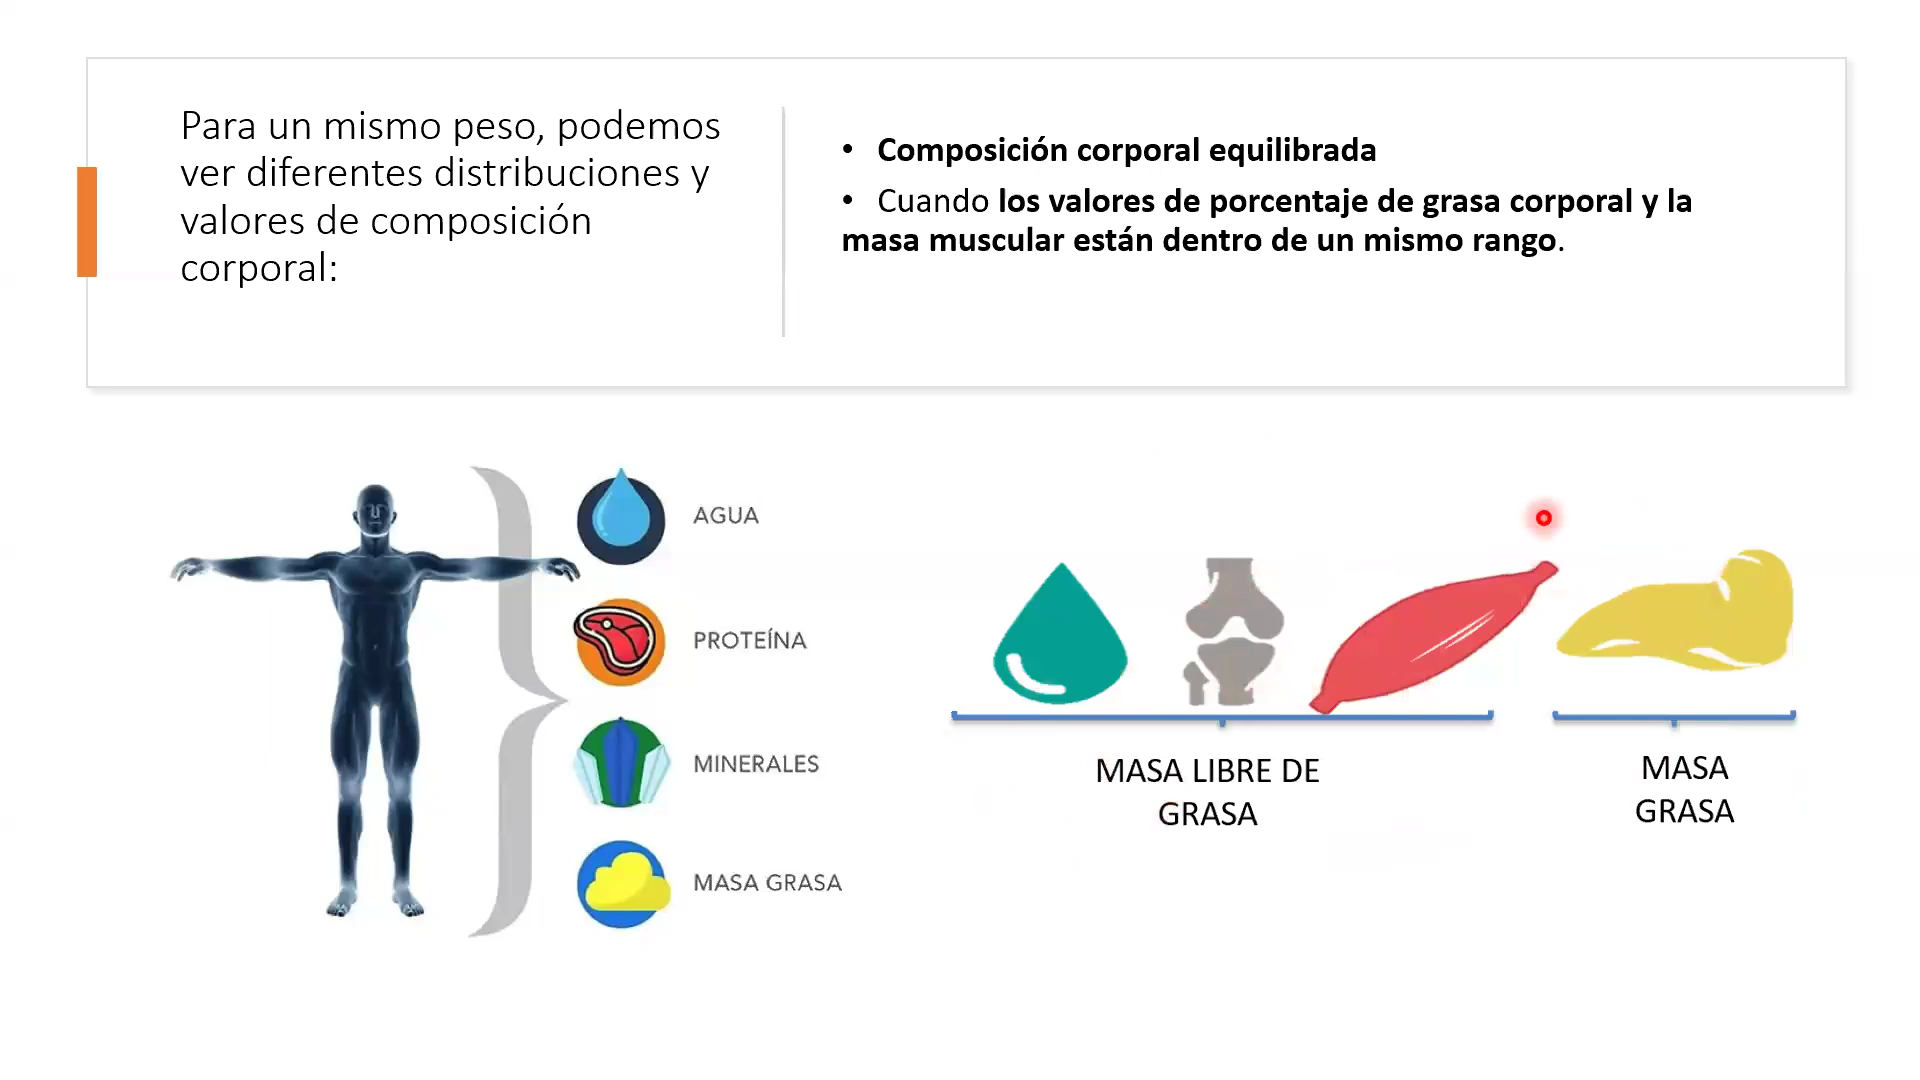 Para un mismo peso, podemos
ver diferentes distribuciones y
valores de composición
corporal:
• Composición corporal equilibrada
• Cuando los valores de porcentaje de grasa corporal y la
masa muscular están dentro de un mismo rango.
AGUA
PROTEÍNA
MINERALES
MASA GRASA
MASA LIBRE DE
GRASA
MASA
GRASA